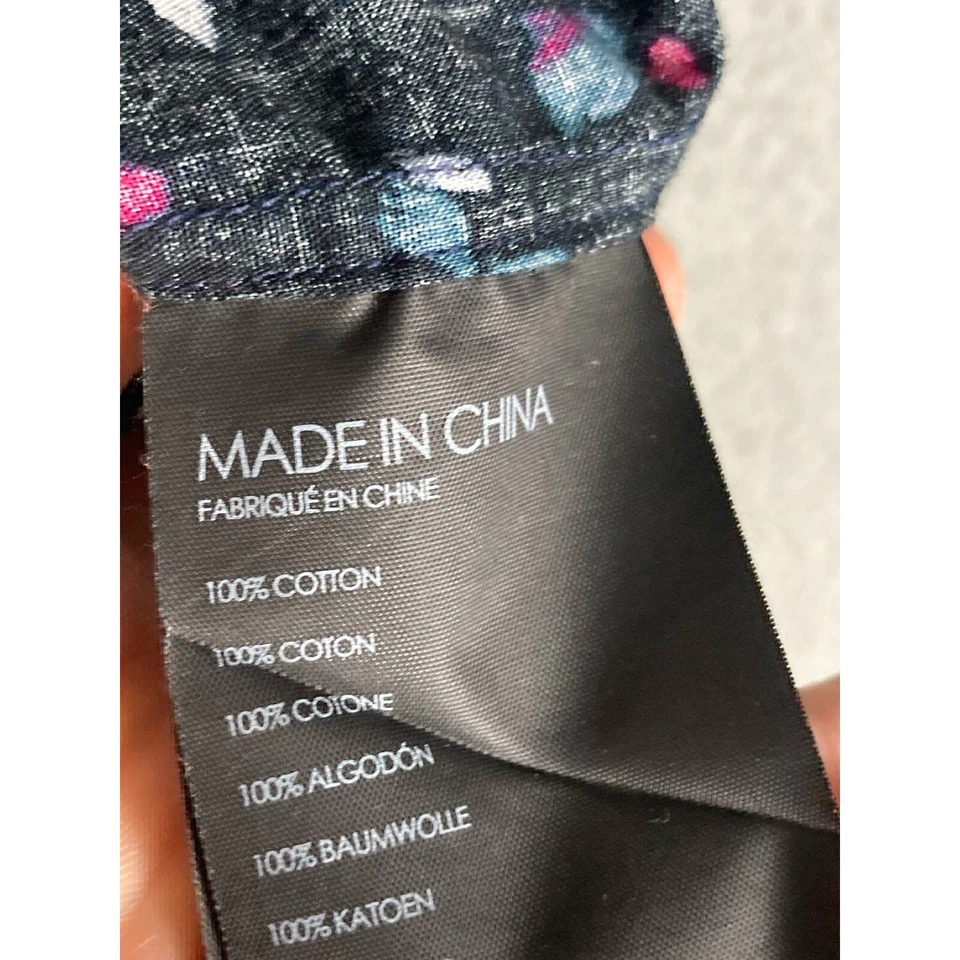 MADE IN CHINA
FABRIQUÉ EN CHINE
100% COTTON
100% COTON
100% COTONE
100% ALGODÓN
100% BAUMWOLLE
100% KATOEN